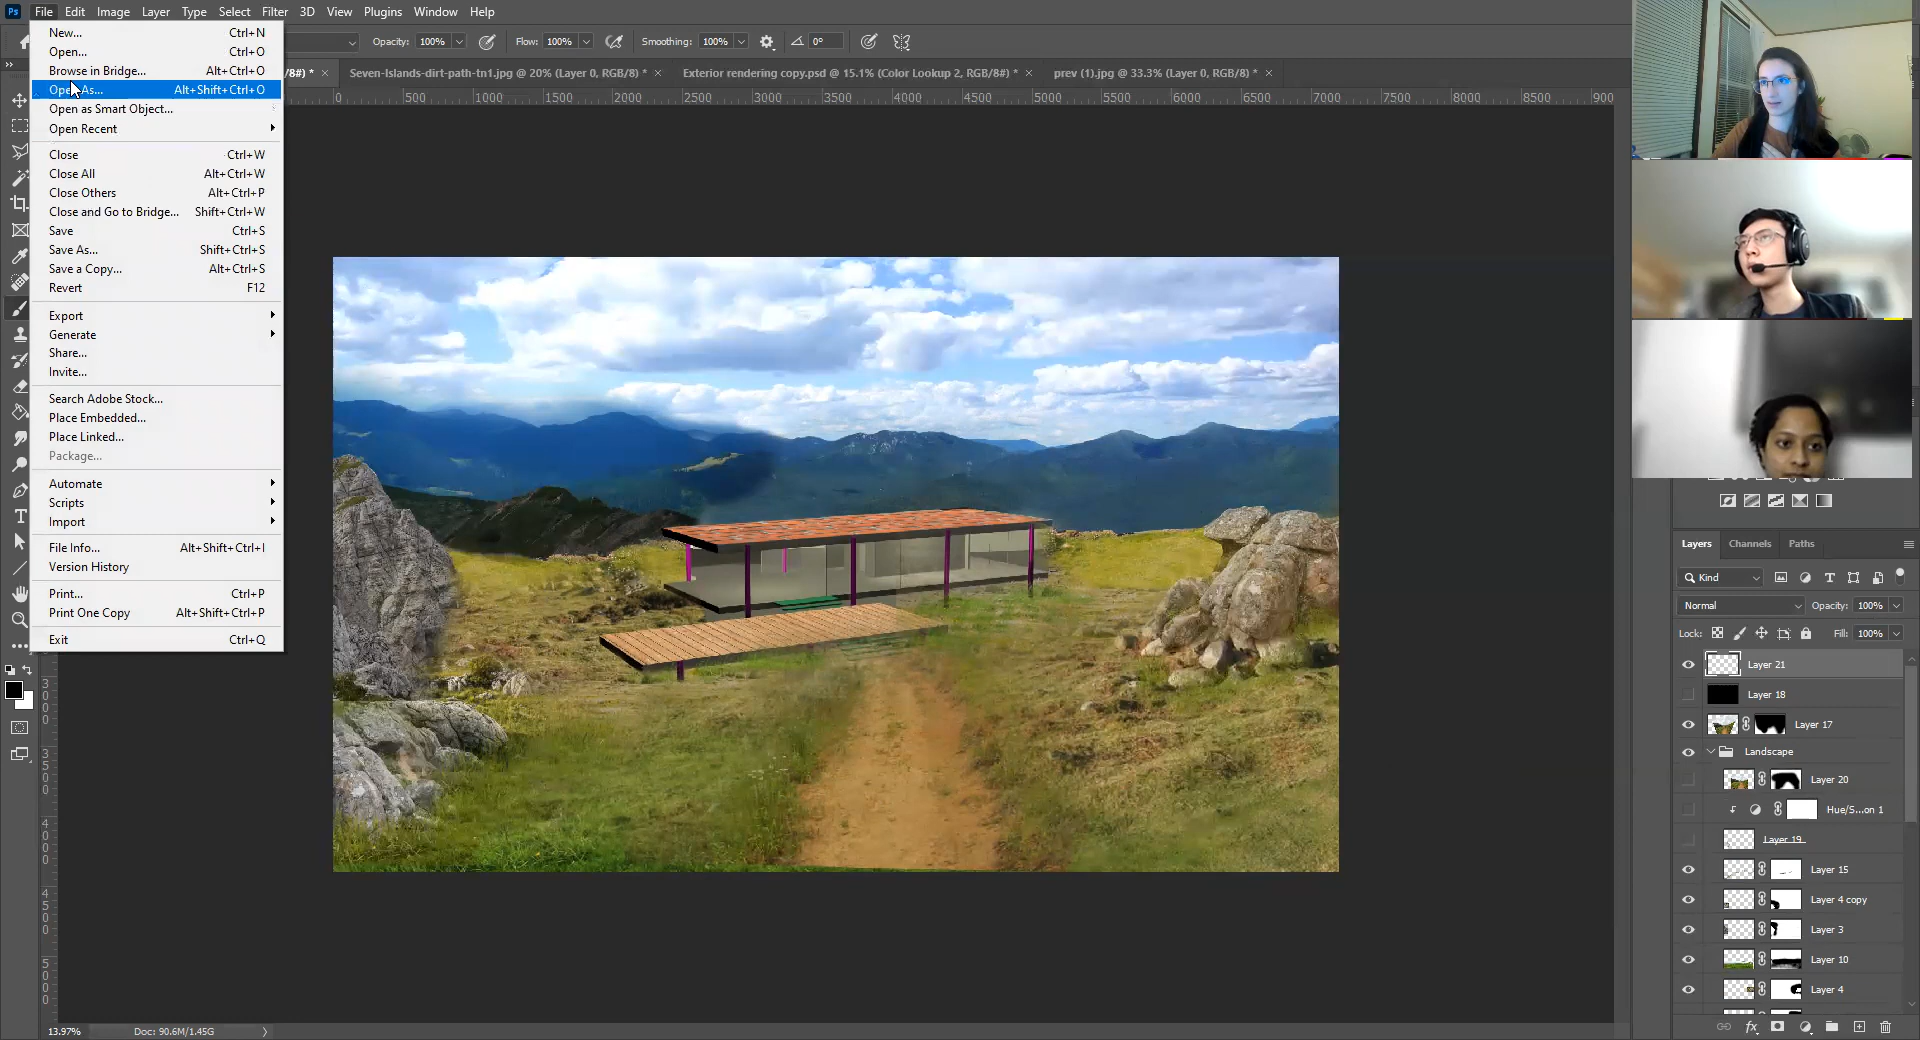 Ps File Edit Image Layer Type Select Filter 3D View Plugins Window Help
Opacity: 100% Flow: 100% Smoothing: 100% 0°
/8#) * Seven-Islands-dirt-path-tn1.jpg @ 20% (Layer 0, RGB/8) * Exterior rendering copy.psd @ 15.1% (Color Lookup 2, RGB/8#) * prev (1).jpg @ 33.3% (Layer 0, RGB/8) *
0 500 1000 1500 2000 2500 3000 3500 4000 4500 5000 5500 6000 6500 7000 7500 8000 8500 900
New... Ctrl+N
Open... Ctrl+O
Browse in Bridge... Alt+Ctrl+O
Open As... Alt+Shift+Ctrl+O
Open as Smart Object...
Open Recent
Close Ctrl+W
Close All Alt+Ctrl+W
Close Others Alt+Ctrl+P
Close and Go to Bridge... Shift+Ctrl+W
Save Ctrl+S
Save As... Shift+Ctrl+S
Save a Copy... Alt+Ctrl+S
Revert F12
Export
Generate
Share...
Invite...
Search Adobe Stock...
Place Embedded...
Place Linked...
Package...
Automate
Scripts
Import
File Info... Alt+Shift+Ctrl+I
Version History
Print... Ctrl+P
Print One Copy Alt+Shift+Ctrl+P
Exit Ctrl+Q
3000
3500
4000
4500
5000
13.97% Doc: 90.6M/1.45G
Layers Channels Paths
Kind
Normal Opacity: 100%
Lock: Fill: 100%
Layer 21
Layer 18
Layer 17
Landscape
Layer 20
Hue/S...on 1
Layer 19
Layer 15
Layer 4 copy
Layer 3
Layer 10
Layer 4
fx